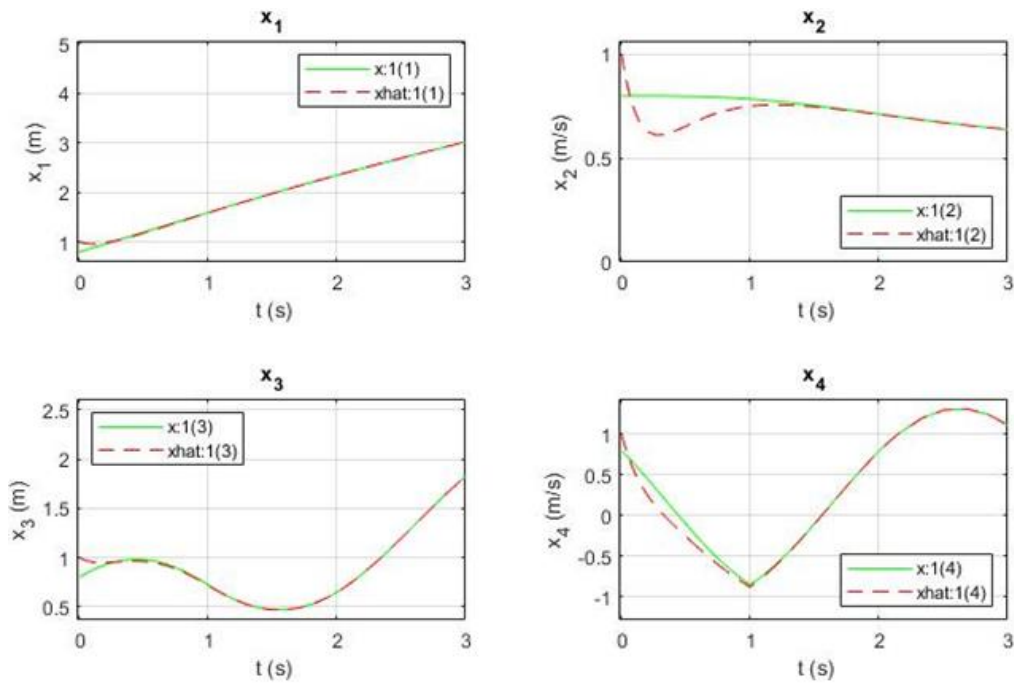 x1
5
4
3
2
1
x1 (m)
x:1(1)
xhat:1(1)
0 1 2 3
t (s)
x2
1
0.5
0
x2 (m/s)
x:1(2)
xhat:1(2)
0 1 2 3
t (s)
x3
2.5
2
1.5
1
0.5
x3 (m)
x:1(3)
xhat:1(3)
0 1 2 3
t (s)
x4
1
0.5
0
-0.5
-1
x4 (m/s)
x:1(4)
xhat:1(4)
0 1 2 3
t (s)